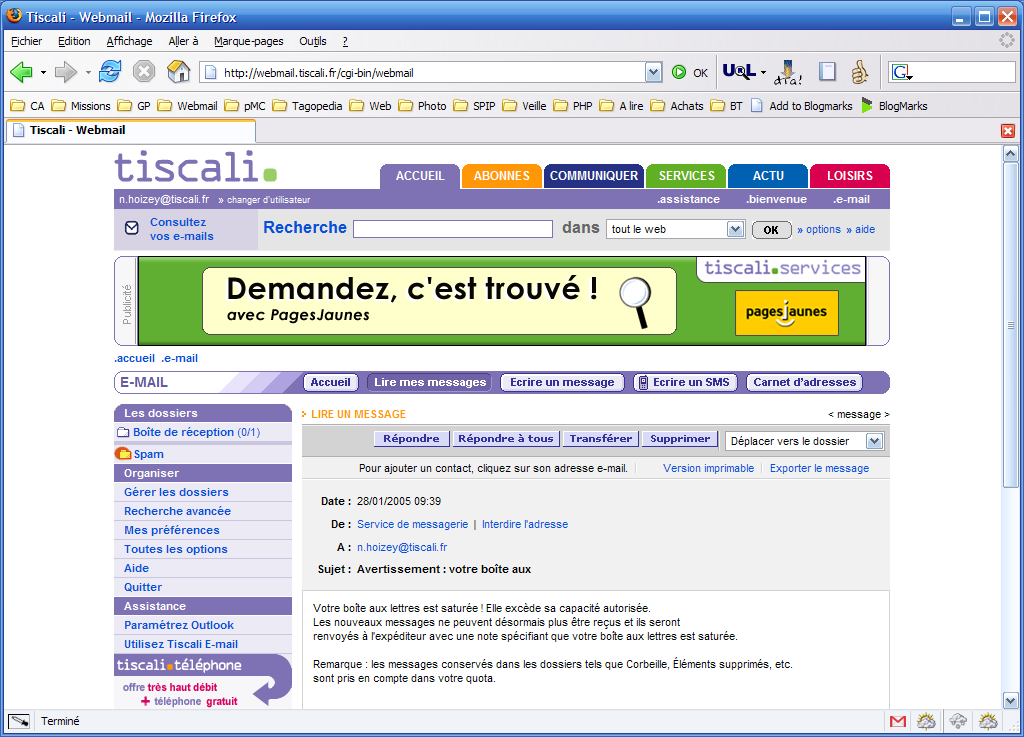 Tiscali - Webmail - Mozilla Firefox
Fichier Edition Affichage Aller à Marque-pages Outils ?
http://webmail.tiscali.fr/cgi-bin/webmail OK URL dta! G
CA Missions GP Webmail pMC Tagopedia Web Photo SPIP Veille PHP A lire Achats BT Add to Blogmarks BlogMarks
Tiscali - Webmail
tiscali.
ACCUEIL ABONNES COMMUNIQUER SERVICES ACTU LOISIRS
n.hoizey@tiscali.fr » changer d'utilisateur .assistance .bienvenue .e-mail
Consultez
vos e-mails
Recherche dans tout le web OK » options » aide
Publicité
Demandez, c'est trouvé !
avec PagesJaunes
tiscali.services
pagesjaunes
.accueil .e-mail
E-MAIL Accueil Lire mes messages Ecrire un message Ecrire un SMS Carnet d'adresses
Les dossiers
Boîte de réception (0/1)
Spam
Organiser
Gérer les dossiers
Recherche avancée
Mes préférences
Toutes les options
Aide
Quitter
Assistance
Paramétrez Outlook
Utilisez Tiscali E-mail
tiscali.téléphone
offre très haut débit
+ téléphone gratuit
LIRE UN MESSAGE < message >
Répondre Répondre à tous Transférer Supprimer Déplacer vers le dossier
Pour ajouter un contact, cliquez sur son adresse e-mail. Version imprimable Exporter le message
Date : 28/01/2005 09:39
De : Service de messagerie | Interdire l'adresse
A : n.hoizey@tiscali.fr
Sujet : Avertissement : votre boîte aux
Votre boîte aux lettres est saturée ! Elle excède sa capacité autorisée.
Les nouveaux messages ne peuvent désormais plus être reçus et ils seront
renvoyés à l'expéditeur avec une note spécifiant que votre boîte aux lettres est saturée.
Remarque : les messages conservés dans les dossiers tels que Corbeille, Éléments supprimés, etc.
sont pris en compte dans votre quota.
Terminé